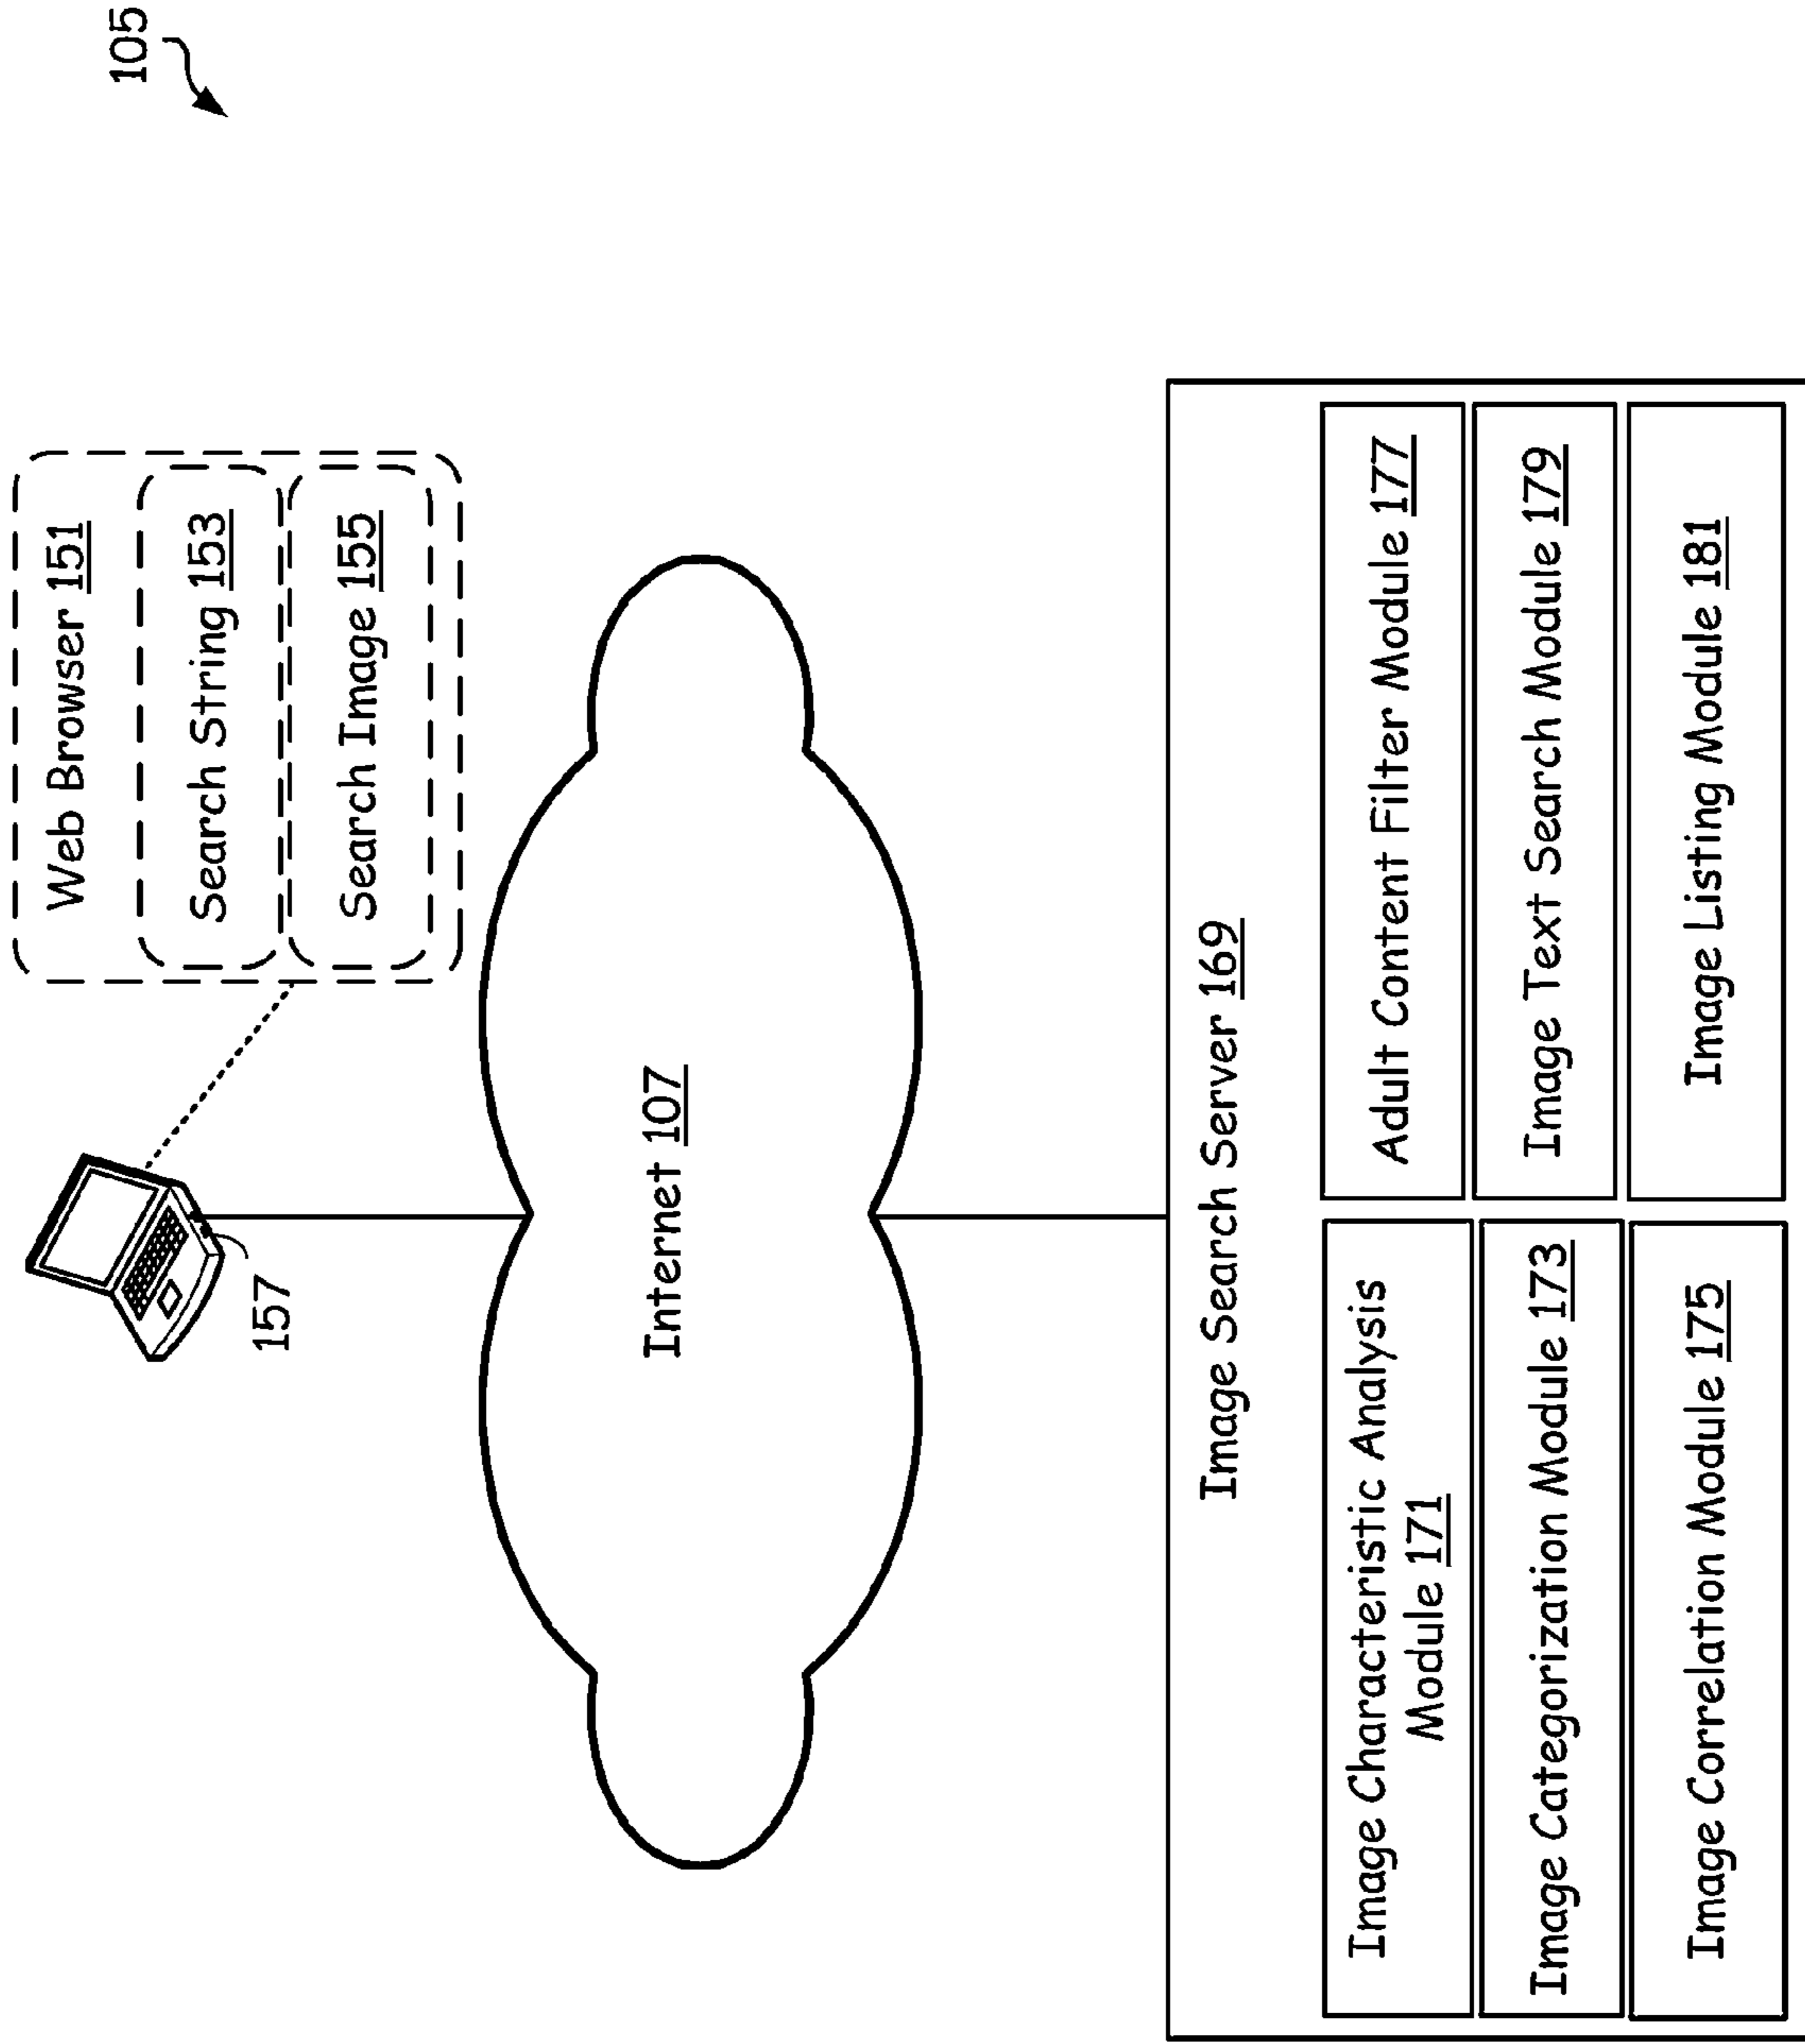 105
Web Browser 151
Search String 153
Search Image 155
157
Internet 107
Image Search Server 169
Image Characteristic Analysis
Module 171
Image Categorization Module 173
Image Correlation Module 175
Adult Content Filter Module 177
Image Text Search Module 179
Image Listing Module 181